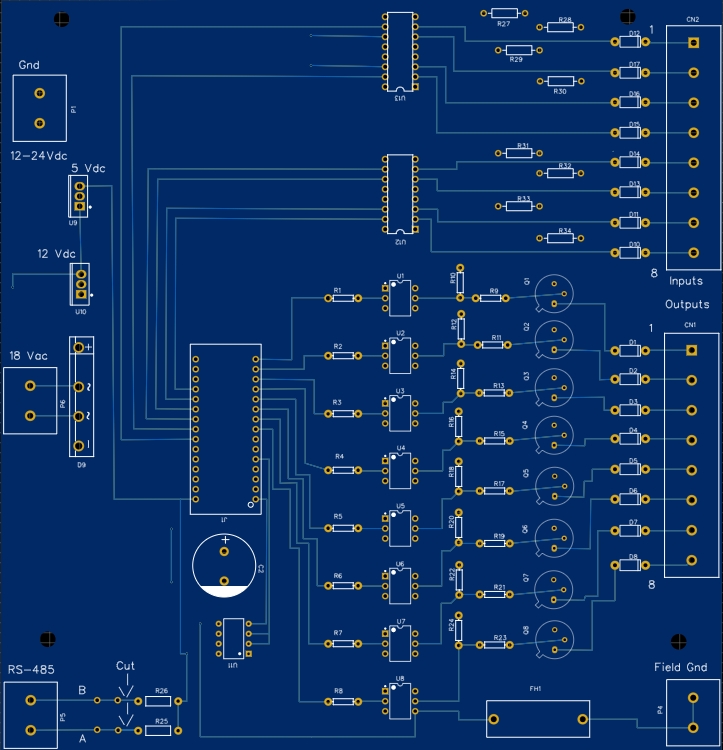 R27
R28
CN2
1
D12
R29
Gnd
D17
P1
R30
D16
U13
D15
12-24Vdc
R31
D14
5 Vdc
R32
D13
R33
U9
D11
R34
U12
D10
12 Vdc
8
Inputs
U1
R10
Q1
R1
R9
U10
Outputs
1
CN1
R12
U2
Q2
+
R2
R11
D1
18 Vac
R14
U3
Q3
D2
~
R3
R13
D3
P6
~
R16
U4
Q4
D4
–
R15
D9
R4
R18
U5
Q5
D5
R17
D6
J1
R5
R20
Q6
D7
+
R19
U6
C2
D8
R6
R22
Q7
R21
8
U7
R24
Q8
U11
R7
R23
RS-485
Cut
Field Gnd
U8
B
R26
R8
FH1
P4
P5
R25
A